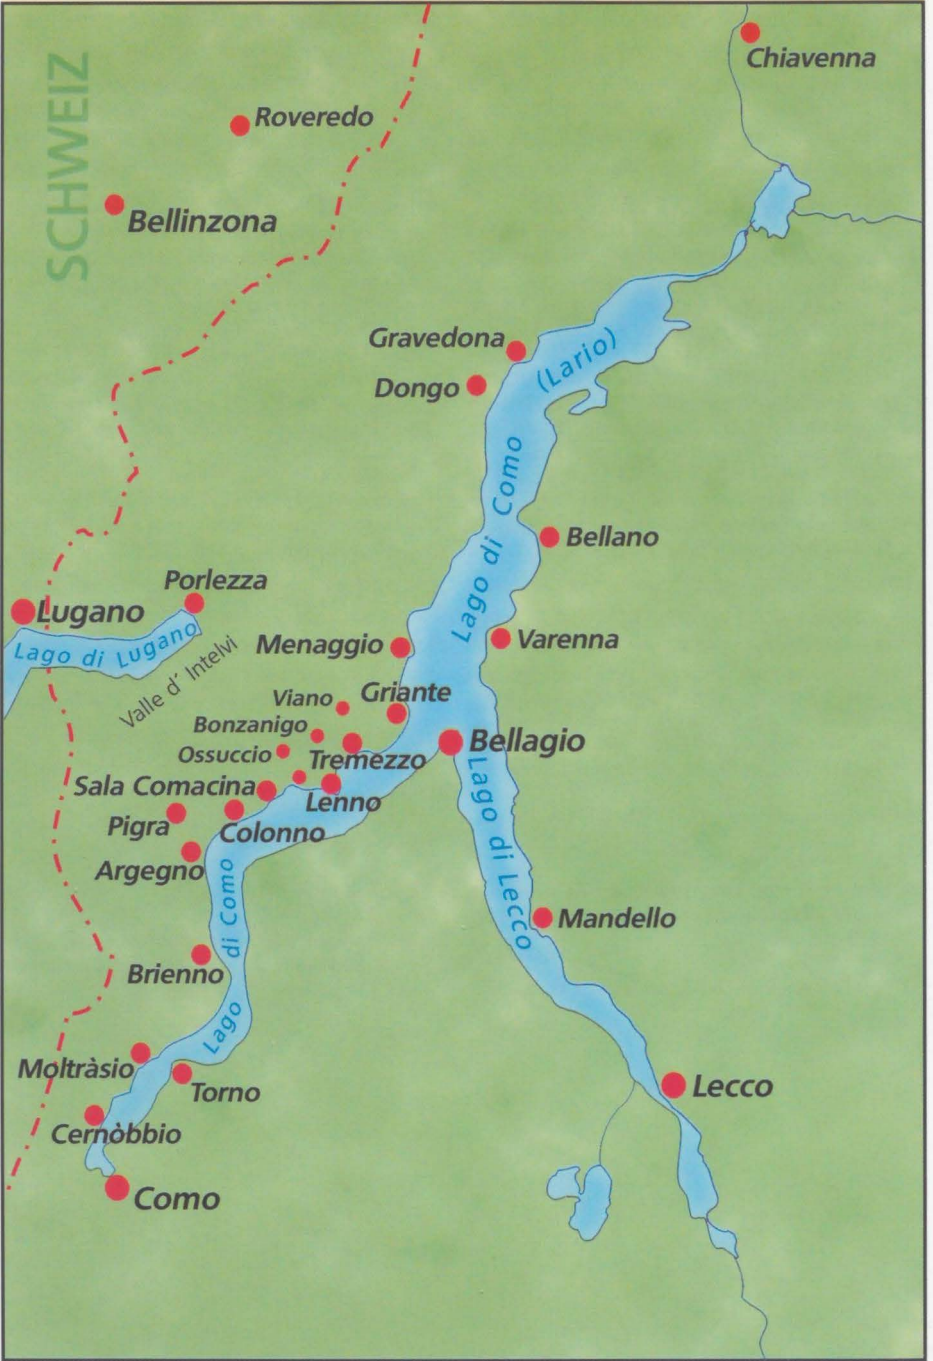 Chiavenna
SCHWEIZ
Roveredo
Bellinzona
Gravedona
(Lario)
Dongo
Lago di Como
Bellano
Porlezza
Lugano
Lago di Lugano
Valle d´ Intelvi
Menaggio
Varenna
Viano
Griante
Bonzanigo
Ossuccio
Tremezzo
Bellagio
Sala Comacina
Lenno
Pigra
Colonno
Argegno
Lago di Lecco
Mandello
Lago di Como
Brienno
Moltràsio
Torno
Lecco
Cernòbbio
Como